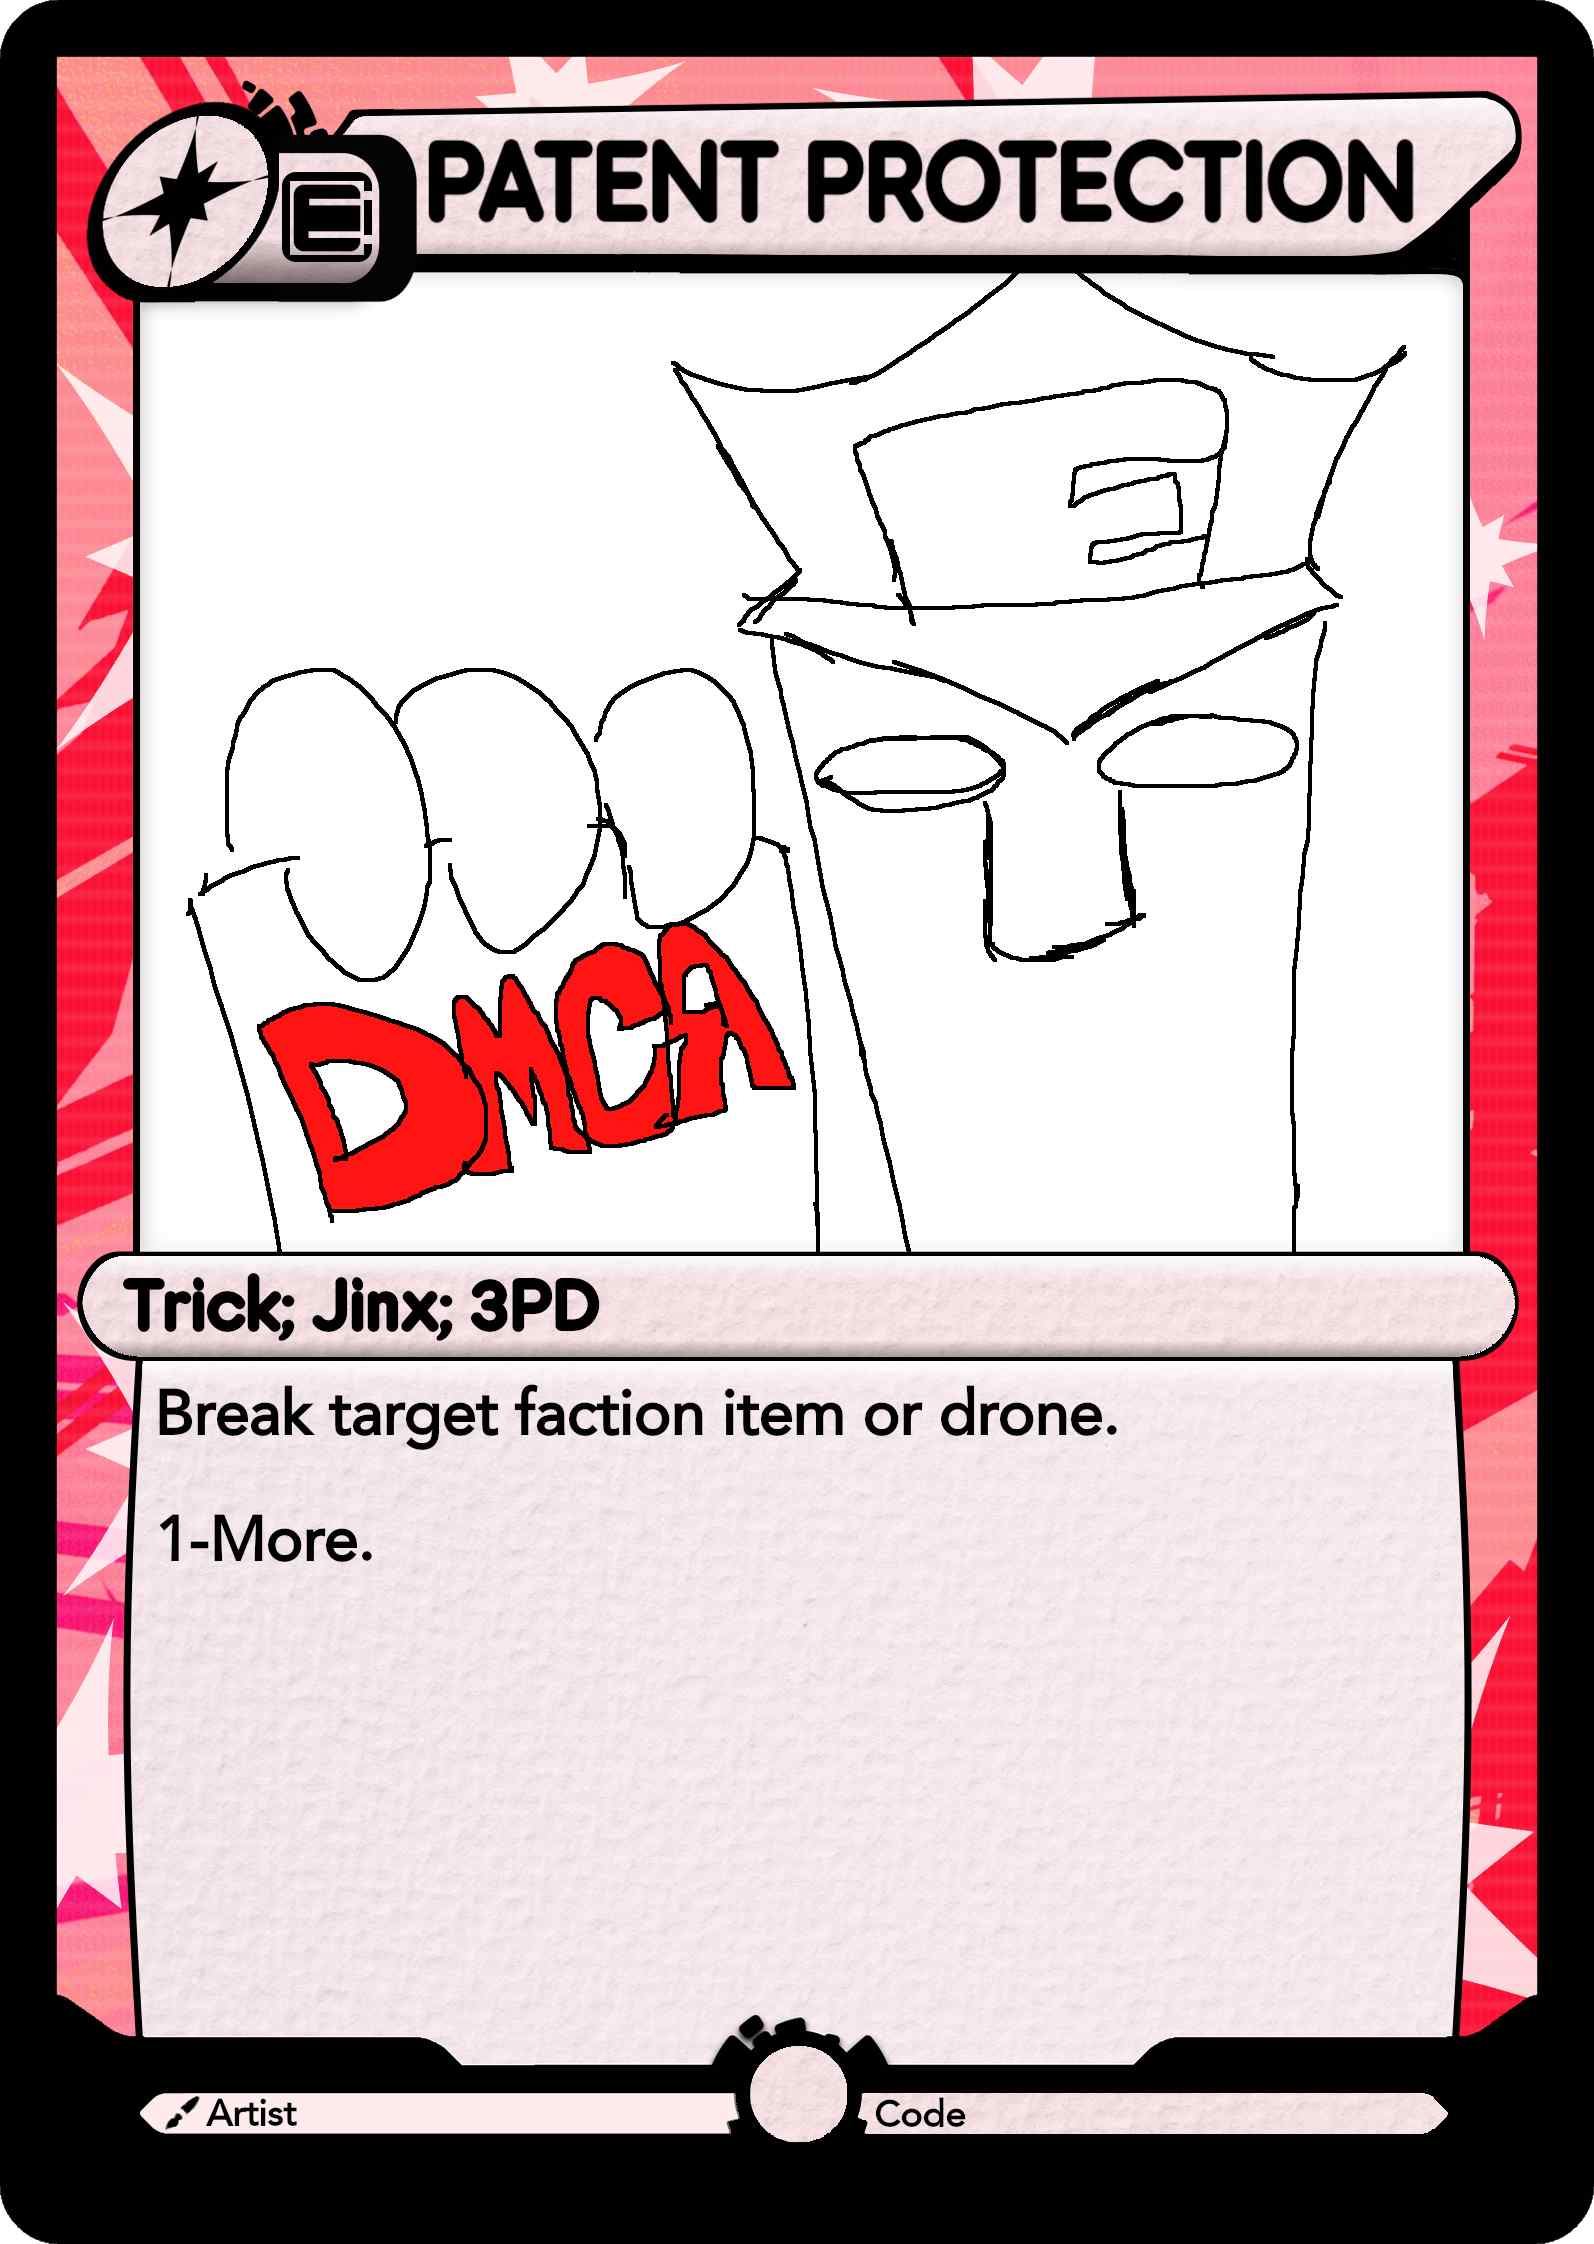 E
PATENT PROTECTION
DMCA
Trick; Jinx; 3PD
Break target faction item or drone.
1-More.
Artist
Code